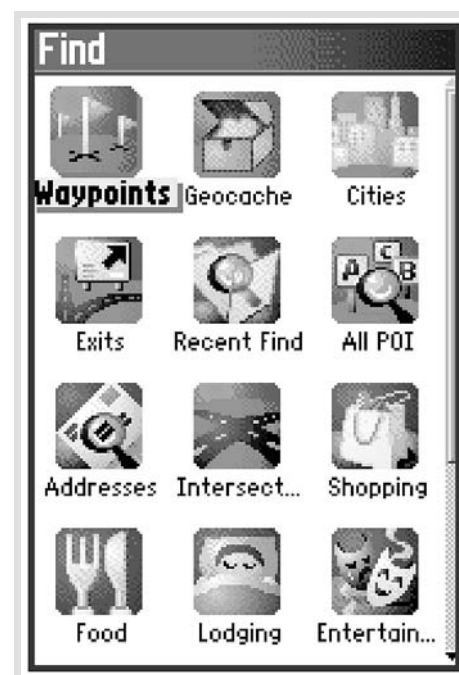 Find
Waypoints Geocache Cities
Exits Recent Find All POI
A C B
Addresses Intersect... Shopping
Food Lodging Entertain...